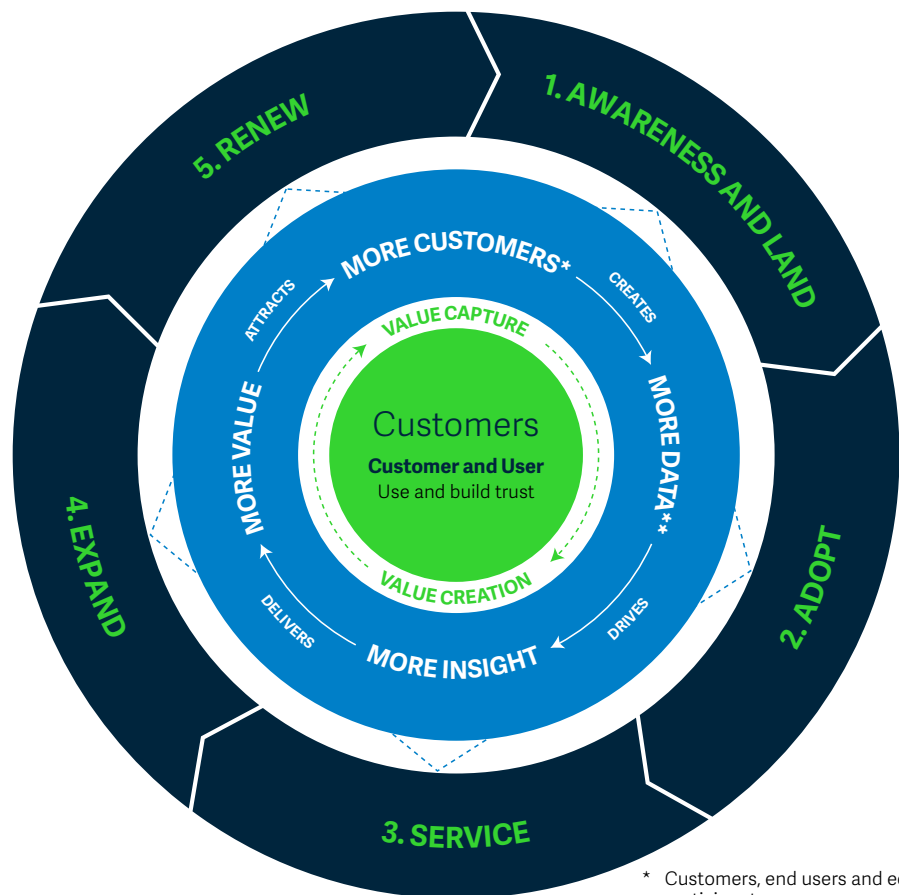 1. AWARENESS AND LAND
2. ADOPT
3. SERVICE
4. EXPAND
5. RENEW
MORE CUSTOMERS*
CREATES
MORE DATA**
DRIVES
MORE INSIGHT
DELIVERS
MORE VALUE
ATTRACTS
VALUE CAPTURE
VALUE CREATION
Customers
Customer and User
Use and build trust
* Customers, end users and